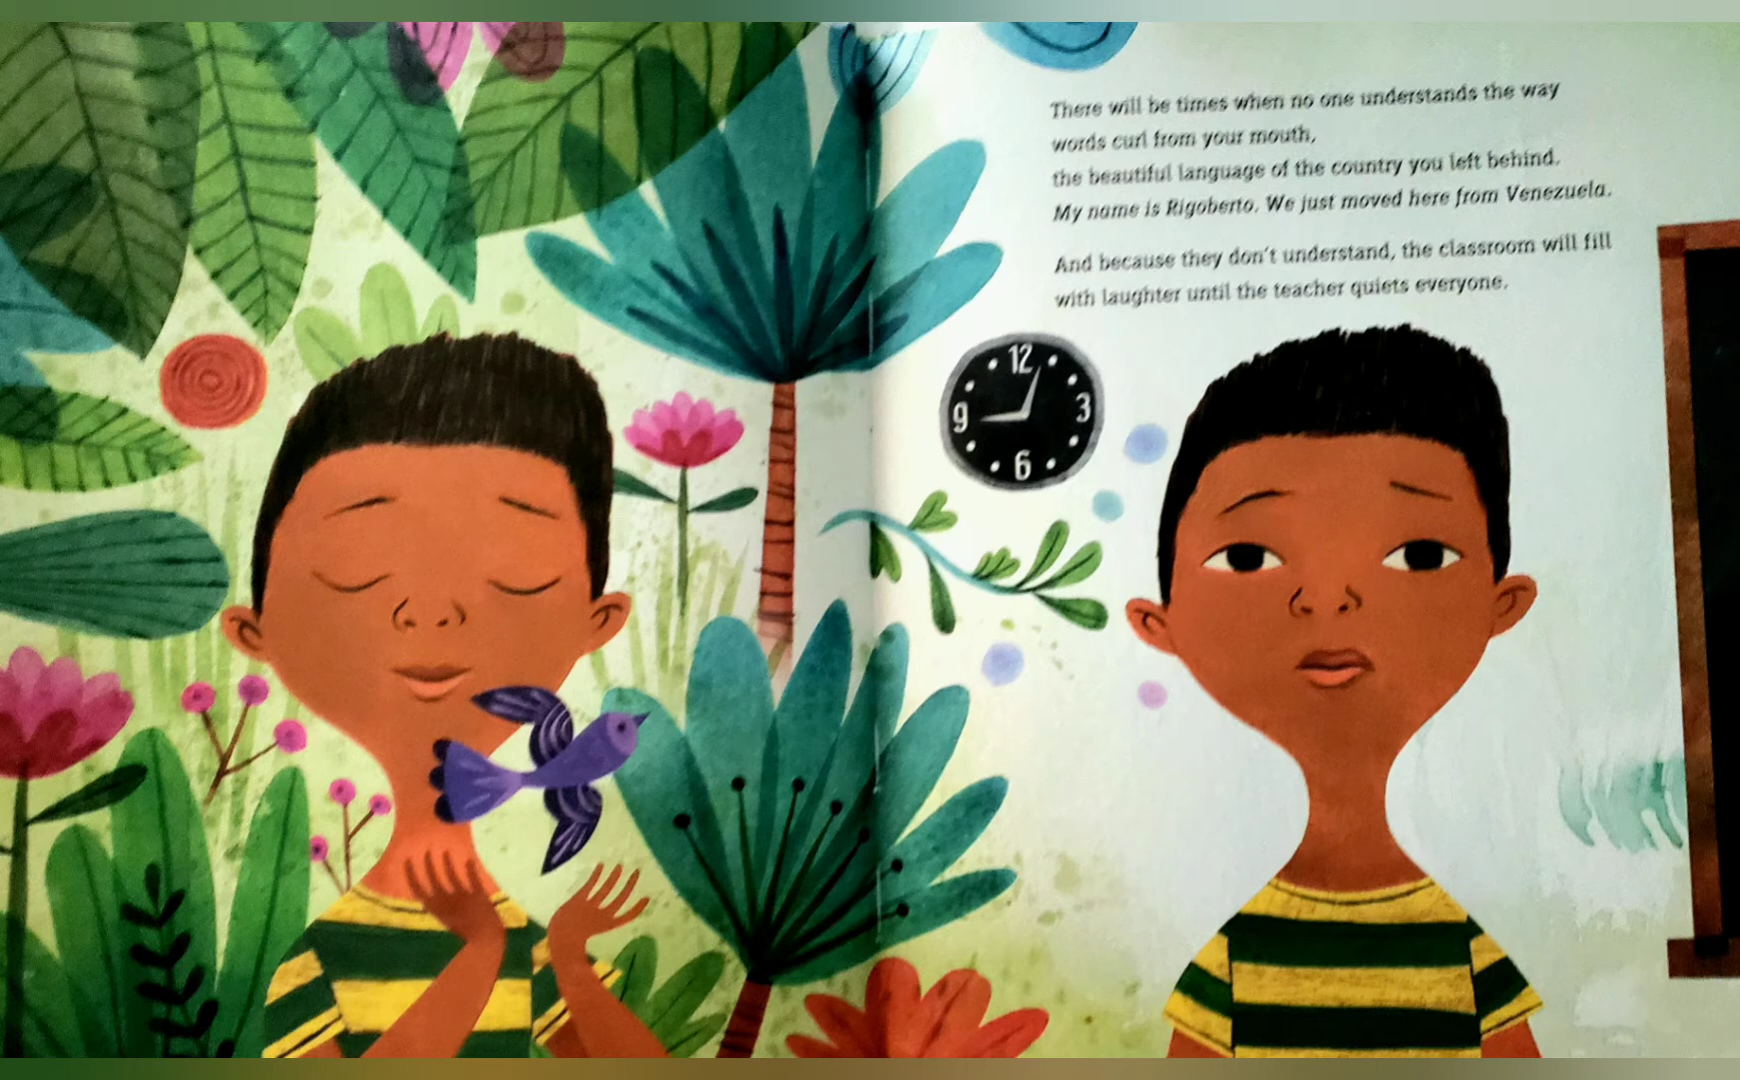 There will be times when no one understands the way
words curl from your mouth,
the beautiful language of the country you left behind.
My name is Rigoberto. We just moved here from Venezuela.
And because they don't understand, the classroom will fill
with laughter until the teacher quiets everyone.
12
9
3
6